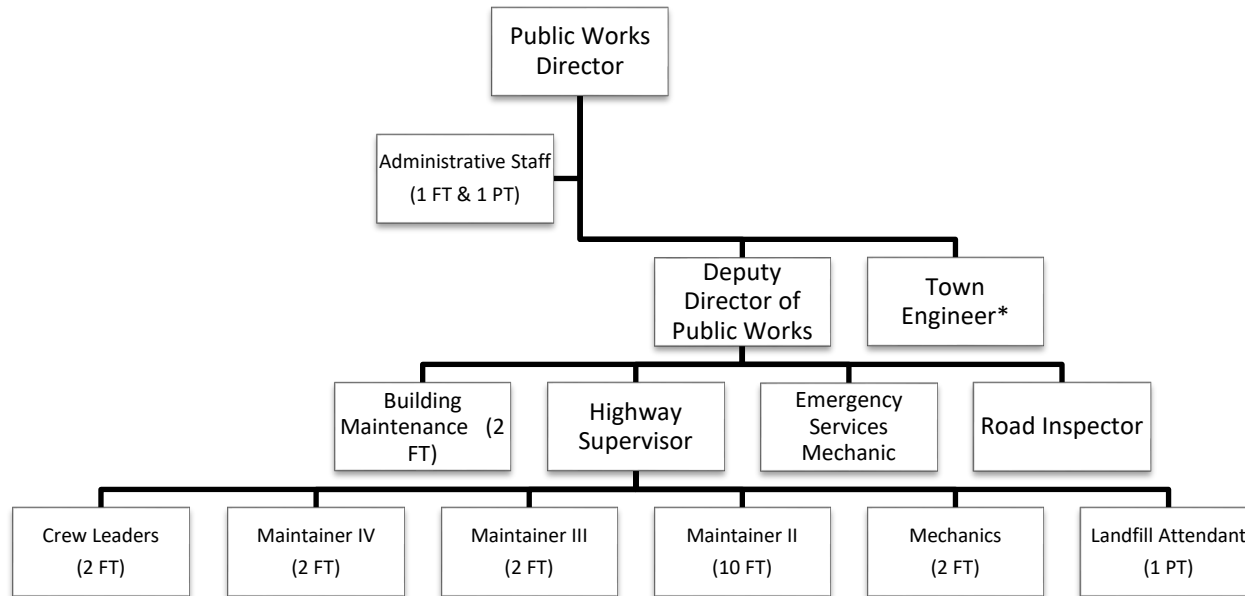 Public Works
Director
Administrative Staff
(1 FT & 1 PT)
Deputy
Director of
Public Works
Town
Engineer*
Building
Maintenance (2
FT)
Highway
Supervisor
Emergency
Services
Mechanic
Road Inspector
Crew Leaders
(2 FT)
Maintainer IV
(2 FT)
Maintainer III
(2 FT)
Maintainer II
(10 FT)
Mechanics
(2 FT)
Landfill Attendant
(1 PT)